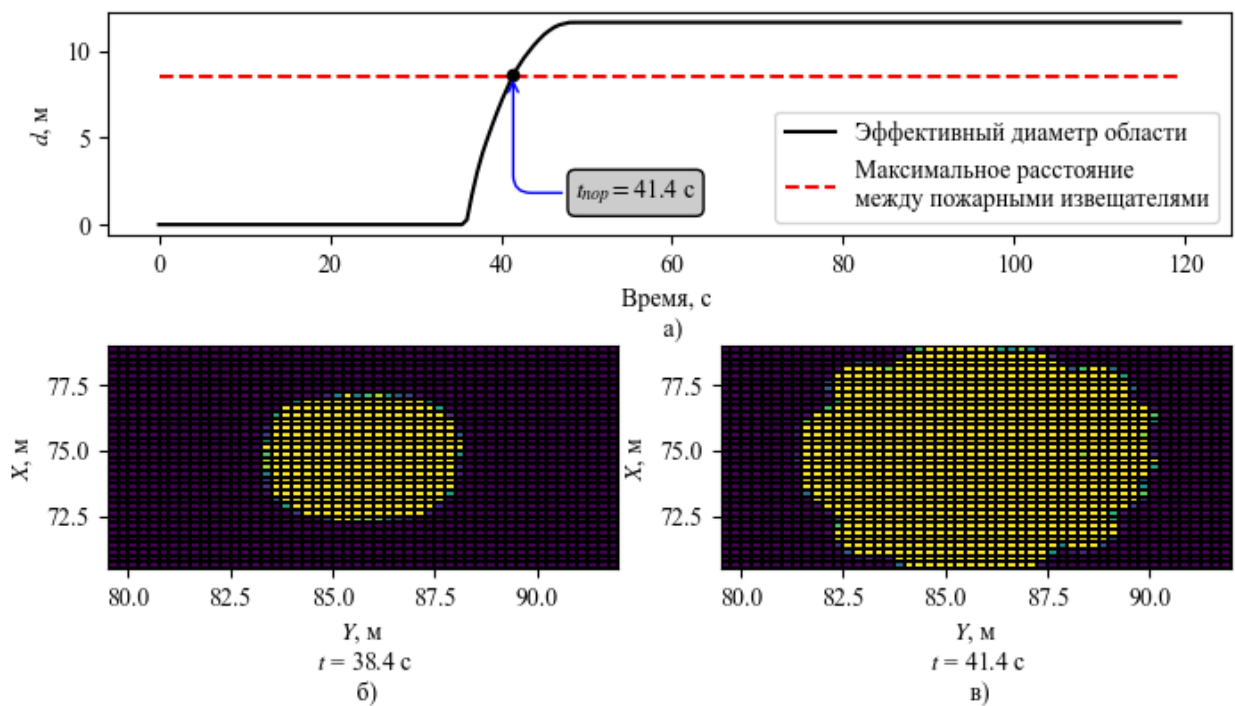 10
5
0
d, м
tпор = 41.4 с
Эффективный диаметр области
Максимальное расстояние
между пожарными извещателями
0 20 40 60 80 100 120
Время, с
а)
77.5
75.0
72.5
X, м
80.0 82.5 85.0 87.5 90.0
Y, м
t = 38.4 с
б)
77.5
75.0
72.5
X, м
80.0 82.5 85.0 87.5 90.0
Y, м
t = 41.4 с
в)